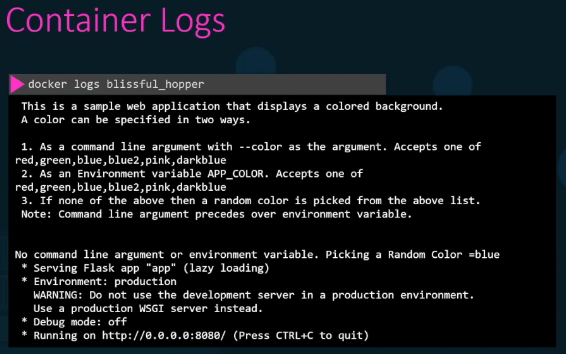 Container Logs
docker logs blissful_hopper
This is a sample web application that displays a colored background.
A color can be specified in two ways.
1. As a command line argument with --color as the argument. Accepts one of
red,green,blue,blue2,pink,darkblue
2. As an Environment variable APP_COLOR. Accepts one of
red,green,blue,blue2,pink,darkblue
3. If none of the above then a random color is picked from the above list.
Note: Command line argument precedes over environment variable.
No command line argument or environment variable. Picking a Random Color =blue
* Serving Flask app "app" (lazy loading)
* Environment: production
WARNING: Do not use the development server in a production environment.
Use a production WSGI server instead.
* Debug mode: off
* Running on http://0.0.0.0:8080/ (Press CTRL+C to quit)